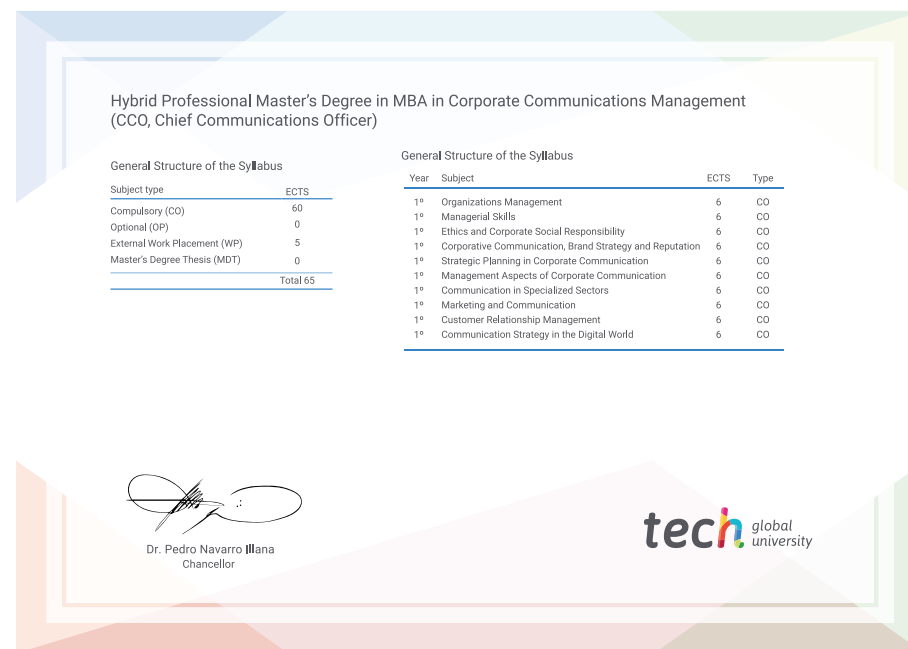 Hybrid Professional Master's Degree in MBA in Corporate Communications Management
(CCO, Chief Communications Officer)
General Structure of the Syllabus
Subject type ECTS
Compulsory (CO) 60
Optional (OP) 0
External Work Placement (WP) 5
Master's Degree Thesis (MDT) 0
Total 65
General Structure of the Syllabus
Year Subject ECTS Type
1º Organizations Management 6 CO
1º Managerial Skills 6 CO
1º Ethics and Corporate Social Responsibility 6 CO
1º Corporative Communication, Brand Strategy and Reputation 6 CO
1º Strategic Planning in Corporate Communication 6 CO
1º Management Aspects of Corporate Communication 6 CO
1º Communication in Specialized Sectors 6 CO
1º Marketing and Communication 6 CO
1º Customer Relationship Management 6 CO
1º Communication Strategy in the Digital World 6 CO
Dr. Pedro Navarro Illana
Chancellor
tech global
university